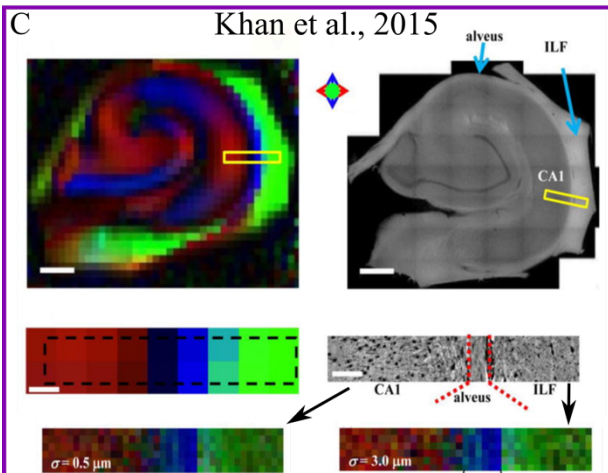 C
Khan et al., 2015
alveus
ILF
CA1
CA1
alveus
ILF
σ= 0.5 μm
σ= 3.0 μm